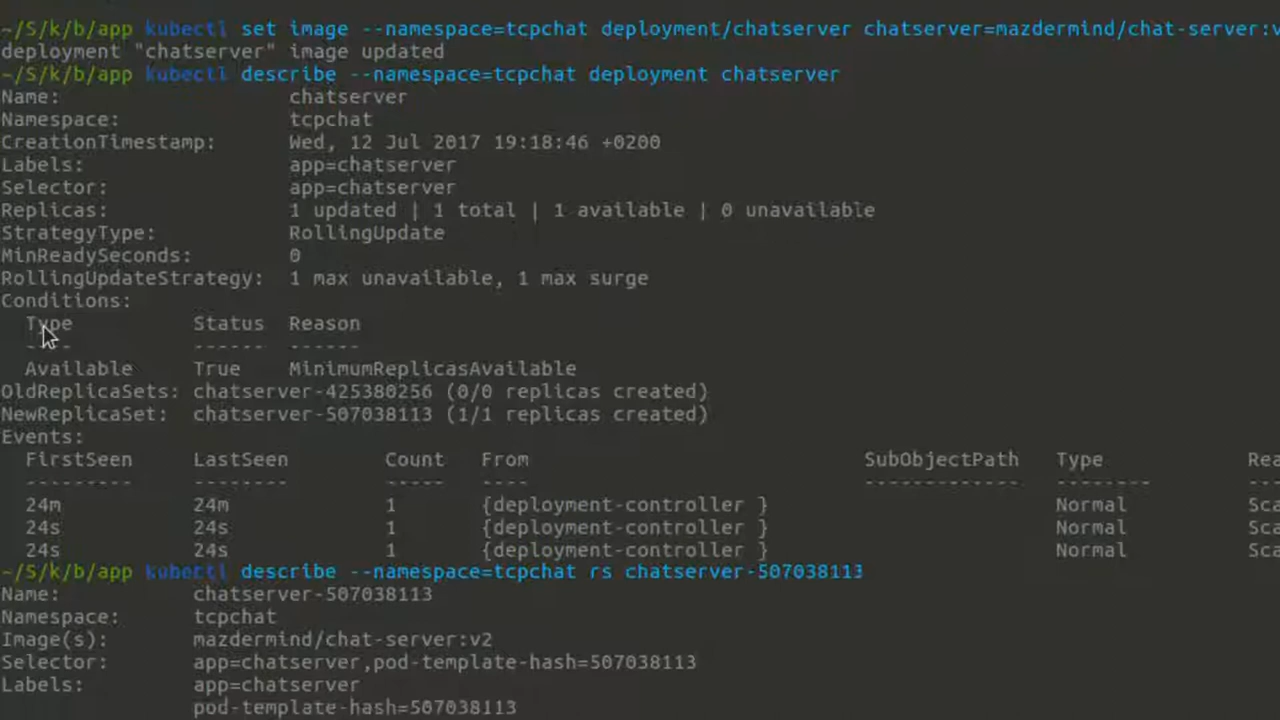 ~/S/k/b/app kubectl set image --namespace=tcpchat deployment/chatserver chatserver=mazdermind/chat-server:v
deployment "chatserver" image updated
~/S/k/b/app kubectl describe --namespace=tcpchat deployment chatserver
Name: chatserver
Namespace: tcpchat
CreationTimestamp: Wed, 12 Jul 2017 19:18:46 +0200
Labels: app=chatserver
Selector: app=chatserver
Replicas: 1 updated | 1 total | 1 available | 0 unavailable
StrategyType: RollingUpdate
MinReadySeconds: 0
RollingUpdateStrategy: 1 max unavailable, 1 max surge
Conditions:
Type Status Reason
---- ------ ------
Available True MinimumReplicasAvailable
OldReplicaSets: chatserver-425380256 (0/0 replicas created)
NewReplicaSet: chatserver-507038113 (1/1 replicas created)
Events:
FirstSeen LastSeen Count From SubObjectPath Type Rea
--------- -------- ----- ---- ------------- -------- ---
24m 24m 1 {deployment-controller } Normal Sca
24s 24s 1 {deployment-controller } Normal Sca
24s 24s 1 {deployment-controller } Normal Sca
~/S/k/b/app kubectl describe --namespace=tcpchat rs chatserver-507038113
Name: chatserver-507038113
Namespace: tcpchat
Image(s): mazdermind/chat-server:v2
Selector: app=chatserver,pod-template-hash=507038113
Labels: app=chatserver
pod-template-hash=507038113